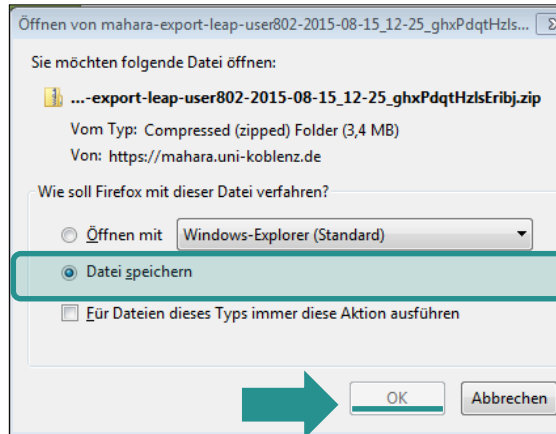 Öffnen von mahara-export-leap-user802-2015-08-15_12-25_ghxPdqtHzls...
Sie möchten folgende Datei öffnen:
...-export-leap-user802-2015-08-15_12-25_ghxPdqtHzlsEribj.zip
Vom Typ: Compressed (zipped) Folder (3,4 MB)
Von: https://mahara.uni-koblenz.de
Wie soll Firefox mit dieser Datei verfahren?
Öffnen mit Windows-Explorer (Standard)
Datei speichern
Für Dateien dieses Typs immer diese Aktion ausführen
OK Abbrechen